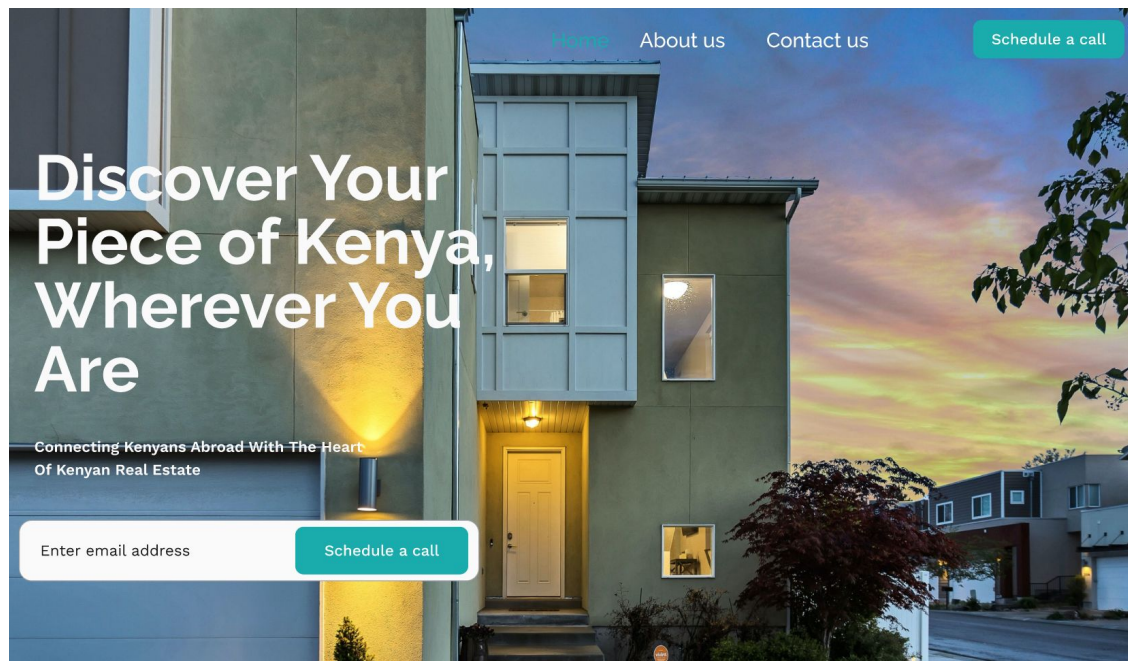 Home About us Contact us Schedule a call
Discover Your
Piece of Kenya,
Wherever You
Are
Connecting Kenyans Abroad With The Heart
Of Kenyan Real Estate
Enter email address Schedule a call